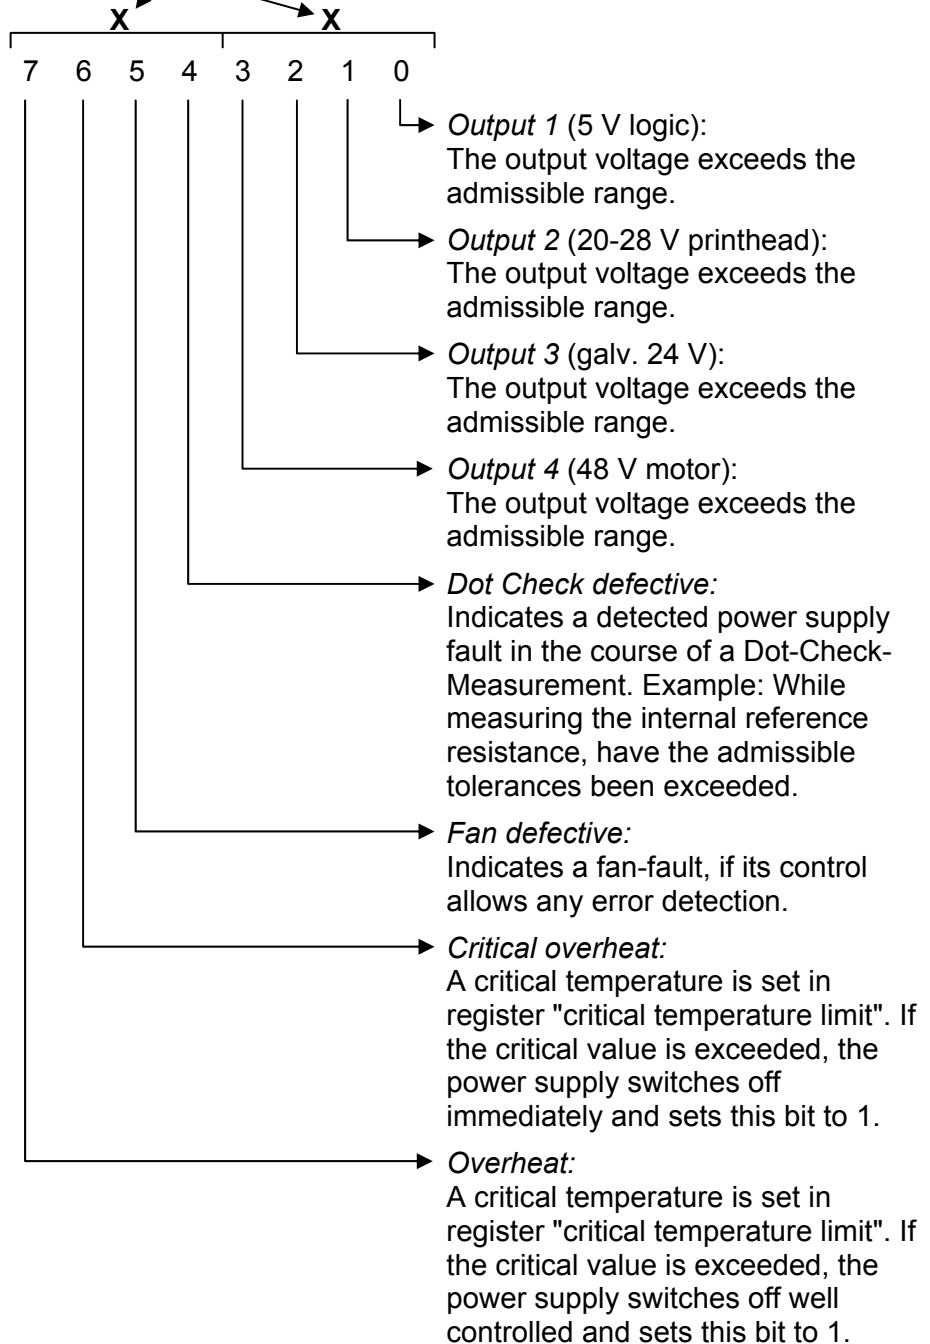 X X
7 6 5 4 3 2 1 0
Output 1 (5 V logic):
The output voltage exceeds the
admissible range.
Output 2 (20-28 V printhead):
The output voltage exceeds the
admissible range.
Output 3 (galv. 24 V):
The output voltage exceeds the
admissible range.
Output 4 (48 V motor):
The output voltage exceeds the
admissible range.
Dot Check defective:
Indicates a detected power supply
fault in the course of a Dot-Check-
Measurement. Example: While
measuring the internal reference
resistance, have the admissible
tolerances been exceeded.
Fan defective:
Indicates a fan-fault, if its control
allows any error detection.
Critical overheat:
A critical temperature is set in
register "critical temperature limit". If
the critical value is exceeded, the
power supply switches off
immediately and sets this bit to 1.
Overheat:
A critical temperature is set in
register "critical temperature limit". If
the critical value is exceeded, the
power supply switches off well
controlled and sets this bit to 1.